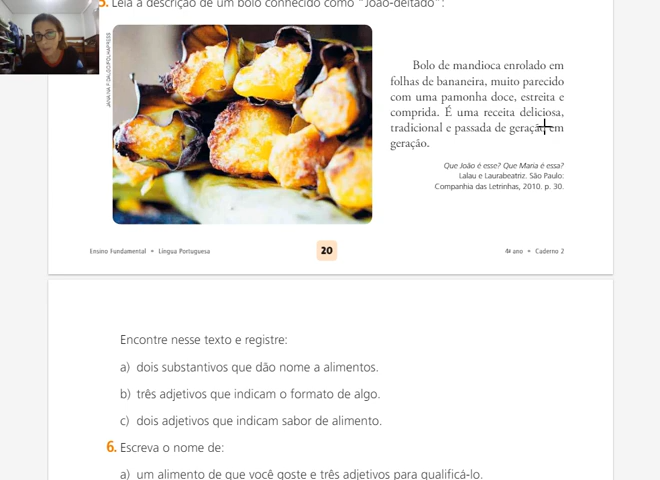 5. Leia a descrição de um bolo conhecido como "João-deitado":
JANAINA F. DALGO/FOLHAPRESS
Bolo de mandioca enrolado em
folhas de bananeira, muito parecido
com uma pamonha doce, estreita e
comprida. É uma receita deliciosa,
tradicional e passada de geração em
geração.
Que João é esse? Que Maria é essa?
Lalau e Laurabeatriz. São Paulo:
Companhia das Letrinhas, 2010. p. 30.
Ensino Fundamental • Língua Portuguesa
20
4º ano • Caderno 2
Encontre nesse texto e registre:
a) dois substantivos que dão nome a alimentos.
b) três adjetivos que indicam o formato de algo.
c) dois adjetivos que indicam sabor de alimento.
6. Escreva o nome de:
a) um alimento de que você goste e três adjetivos para qualificá-lo.